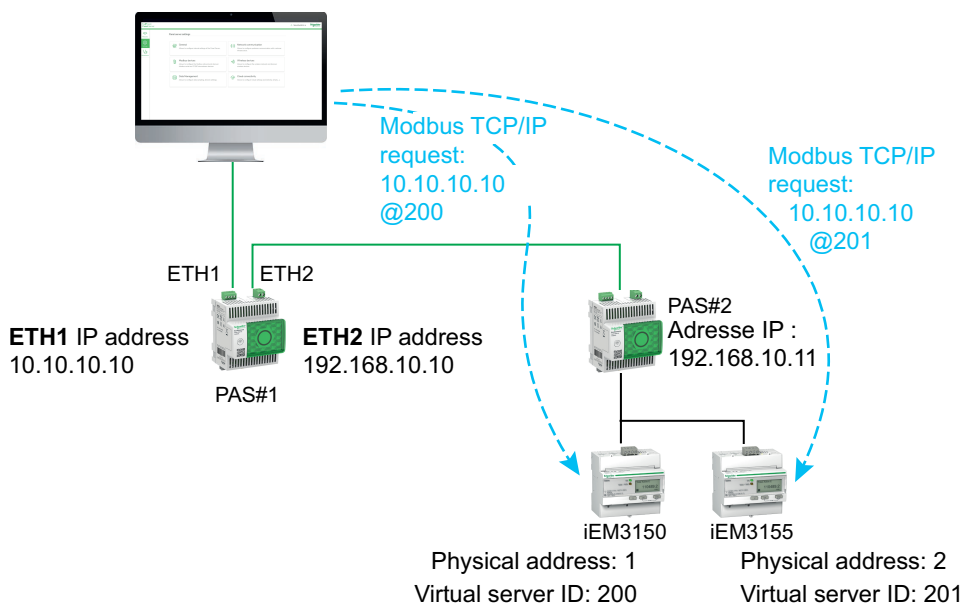 Modbus TCP/IP
request:
10.10.10.10
@200
Modbus TCP/IP
request:
10.10.10.10
@201
ETH1
ETH2
ETH1 IP address
10.10.10.10
ETH2 IP address
192.168.10.10
PAS#1
PAS#2
Adresse IP :
192.168.10.11
iEM3150
iEM3155
Physical address: 1
Virtual server ID: 200
Physical address: 2
Virtual server ID: 201